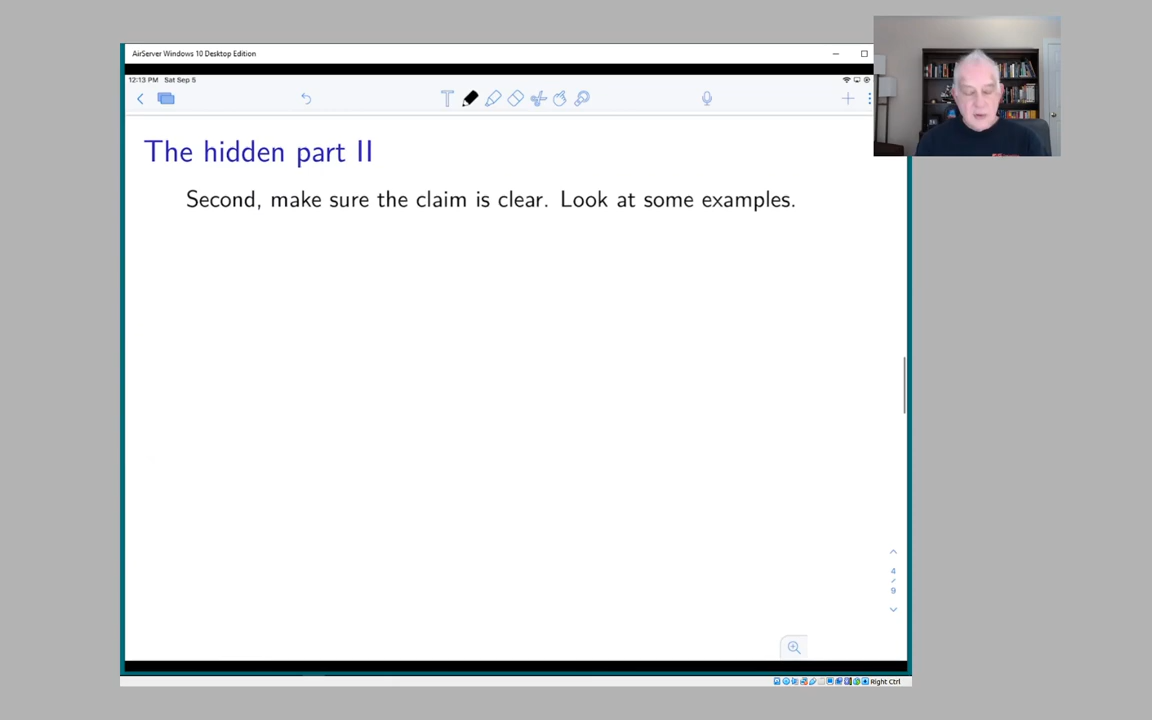 AirServer Windows 10 Desktop Edition
12:13 PM Sat Sep 5
The hidden part II
Second, make sure the claim is clear. Look at some examples.
4
/
9
Right Ctrl